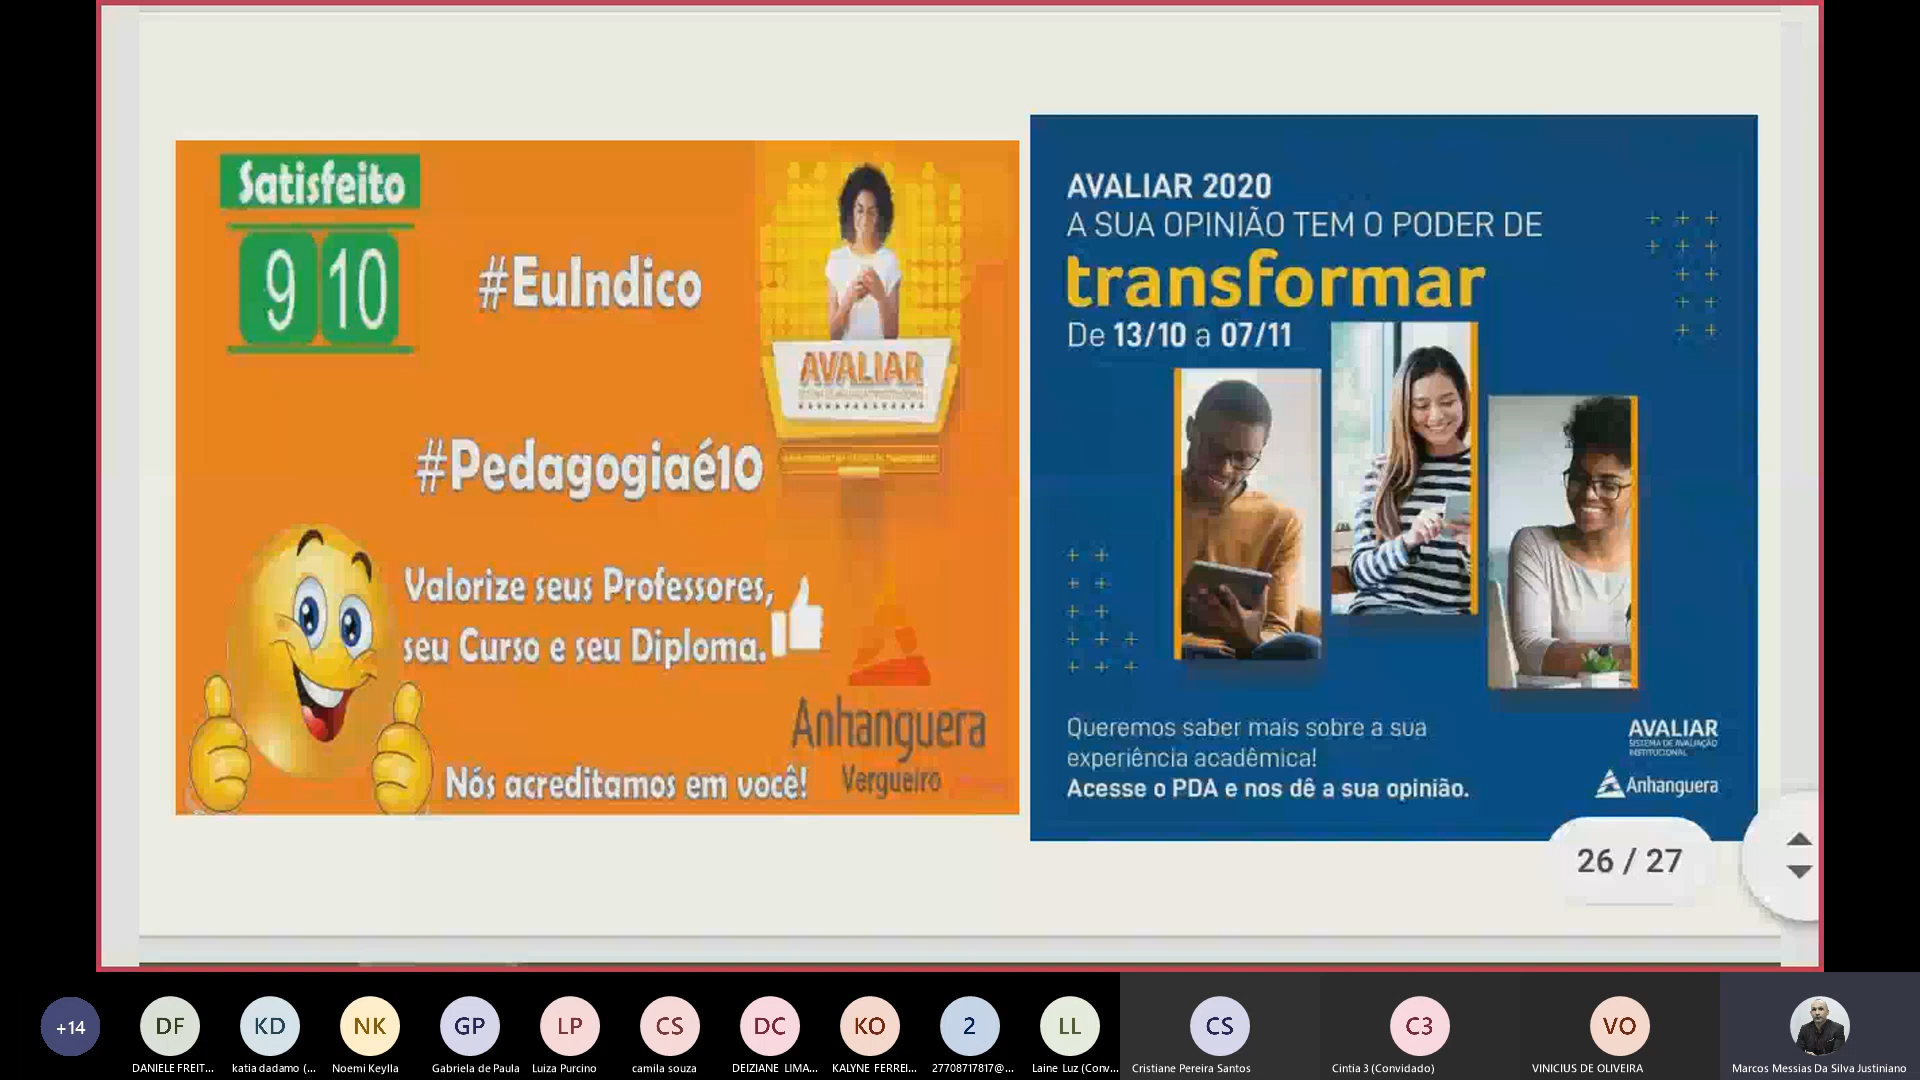 Satisfeito
9 10
#EuIndico
AVALIAR
#Pedagogiaé10
Valorize seus Professores,
seu Curso e seu Diploma.
Anhanguera
Vergueiro
Nós acreditamos em você!
AVALIAR 2020
A SUA OPINIÃO TEM O PODER DE
transformar
De 13/10 a 07/11
Queremos saber mais sobre a sua
experiência acadêmica!
Acesse o PDA e nos dê a sua opinião.
AVALIAR
SISTEMA DE AVALIAÇÃO
INSTITUCIONAL
Anhanguera
26 / 27
+14
DF
KD
NK
GP
LP
CS
DC
KO
2
LL
CS
C3
VO
DANIELE FREIT...
katia dadamo (...
Noemi Keylla
Gabriela de Paula
Luiza Purcino
camila souza
DEIZIANE LIMA...
KALYNE FERREI...
27708717817@...
Laine Luz (Conv...
Cristiane Pereira Santos
Cintia 3 (Convidado)
VINICIUS DE OLIVEIRA
Marcos Messias Da Silva Justiniano